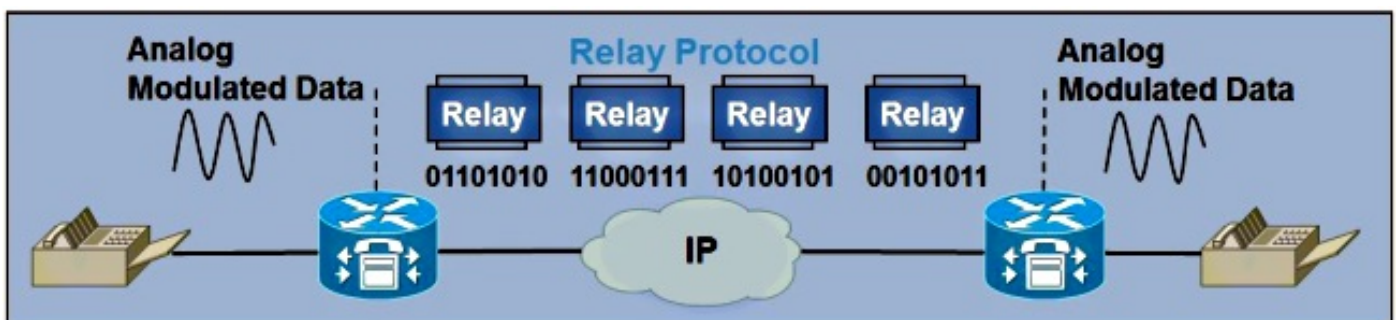 Analog
Modulated Data
Relay Protocol
Analog
Modulated Data
Relay Relay Relay Relay
01101010 11000111 10100101 00101011
IP